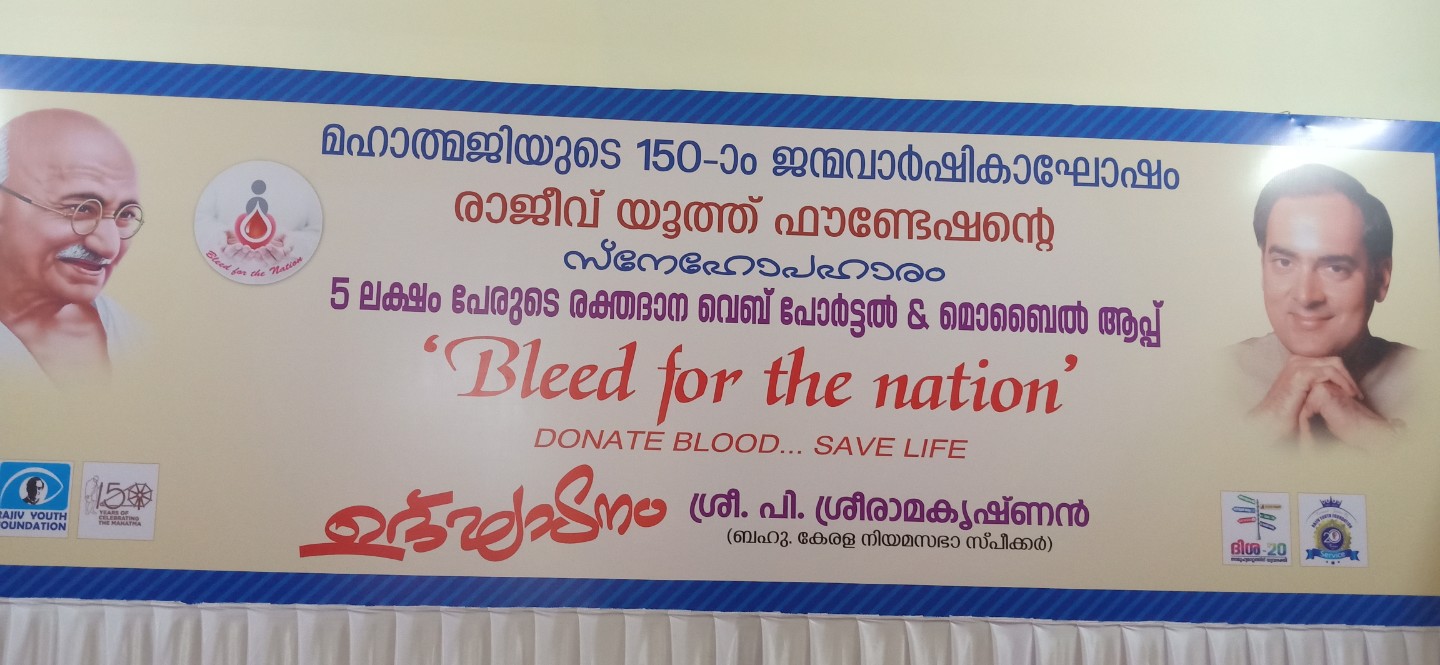 മഹാത്മജിയുടെ 150-ാം ജന്മവാർഷികാഘോഷം
രാജീവ് യൂത്ത് ഫൗണ്ടേഷന്റെ
സ്നേഹോപഹാരം
5 ലക്ഷം പേരുടെ രക്തദാന വെബ് പോർട്ടൽ & മൊബൈൽ ആപ്പ്
‘Bleed for the nation’
DONATE BLOOD... SAVE LIFE
ഉദ്ഘാടനം ശ്രീ. പി. ശ്രീരാമകൃഷ്ണൻ
(ബഹു. കേരള നിയമസഭാ സ്പീക്കർ)
Bleed for the Nation
RAJIV YOUTH
FOUNDATION
150
YEARS OF
CELEBRATING
THE MAHATMA
ദിശ-20
20
Service